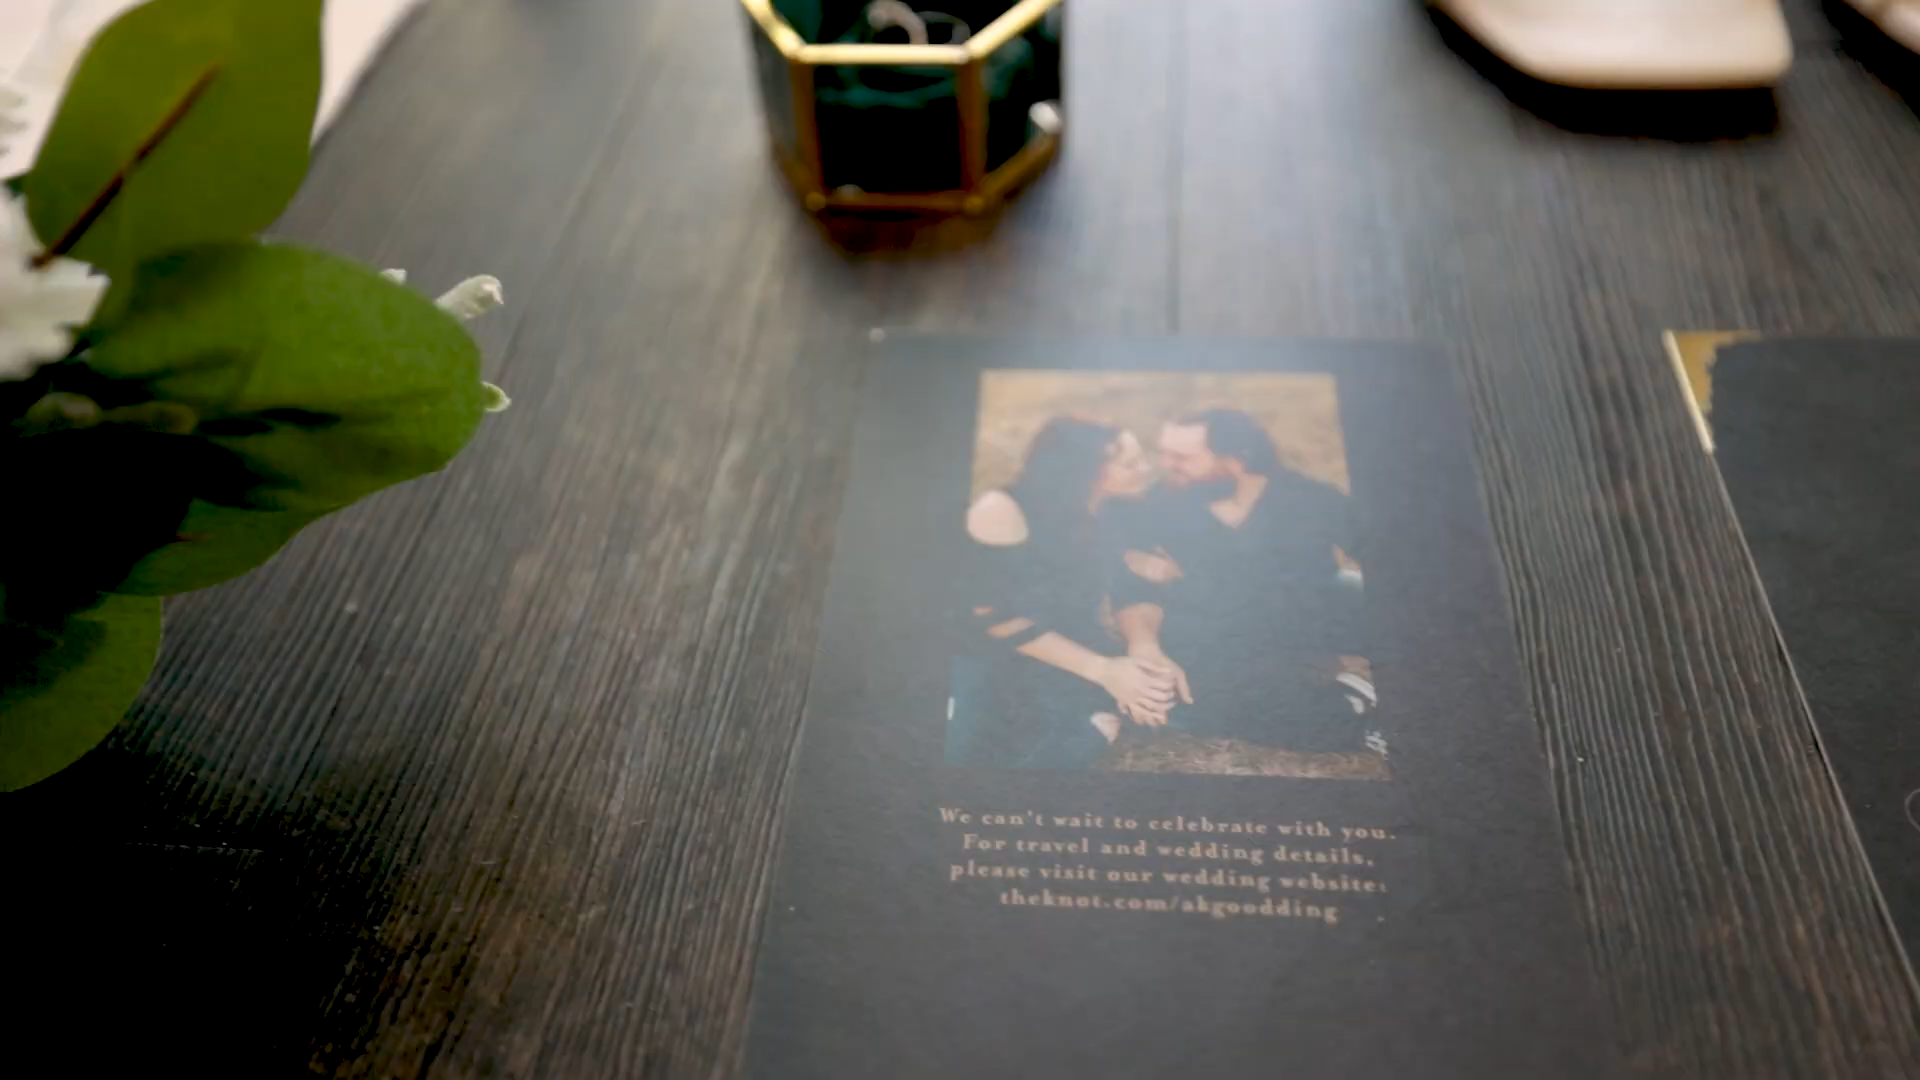 We can't wait to celebrate with you.
For travel and wedding details,
please visit our wedding website:
theknot.com/akgoodding